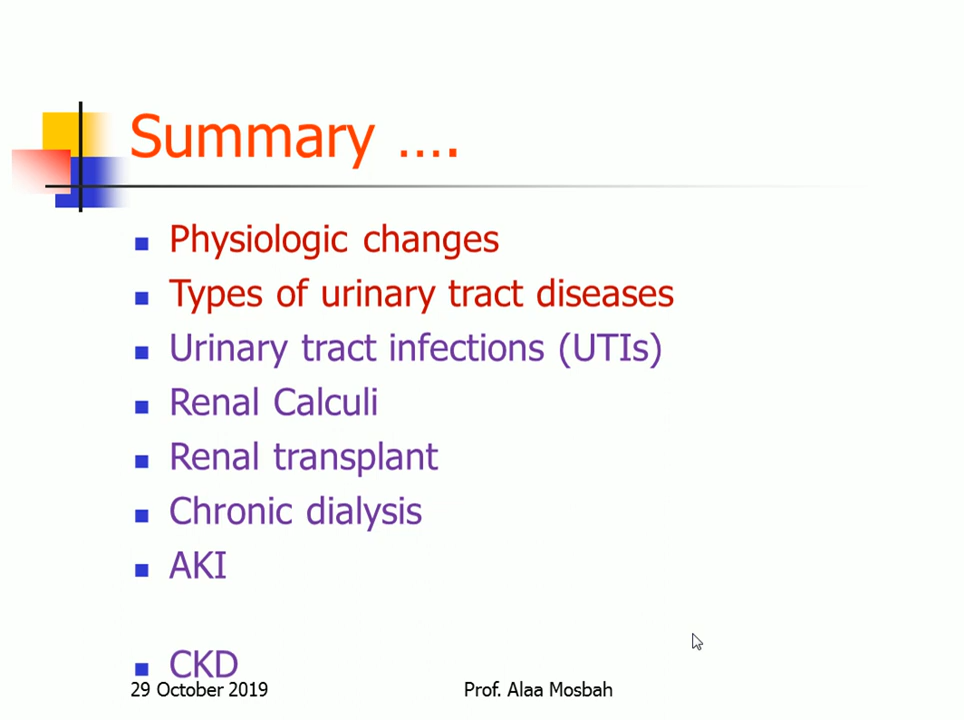 Summary ….
Physiologic changes
Types of urinary tract diseases
Urinary tract infections (UTIs)
Renal Calculi
Renal transplant
Chronic dialysis
AKI
CKD
29 October 2019
Prof. Alaa Mosbah